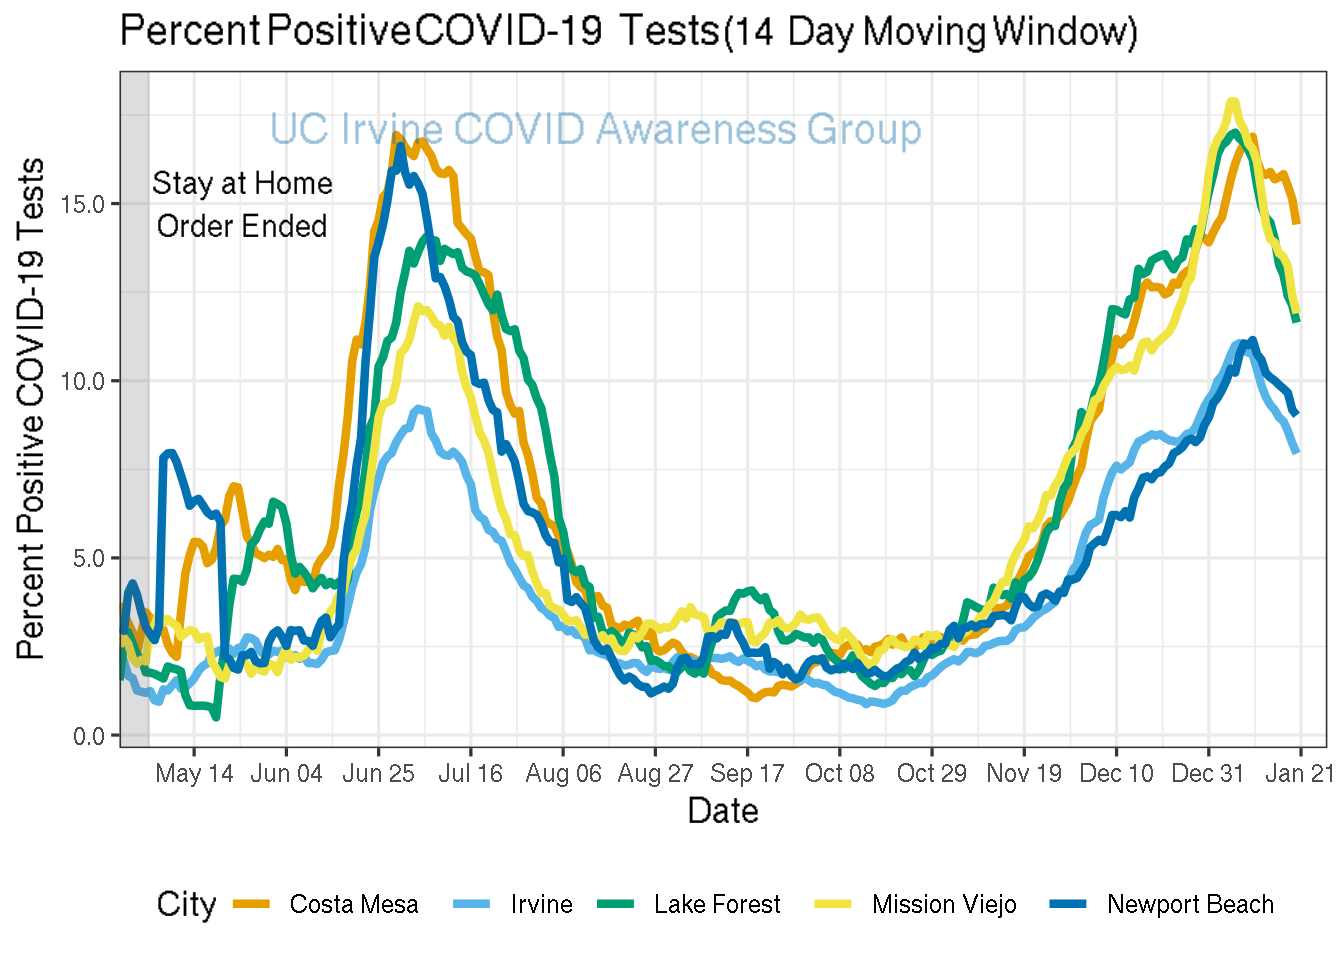 Percent Positive COVID-19 Tests (14 Day Moving Window)
UC Irvine COVID Awareness Group
Stay at Home
Order Ended
Percent Positive COVID-19 Tests
15.0
10.0
5.0
0.0
May 14 Jun 04 Jun 25 Jul 16 Aug 06 Aug 27 Sep 17 Oct 08 Oct 29 Nov 19 Dec 10 Dec 31 Jan 21
Date
City Costa Mesa Irvine Lake Forest Mission Viejo Newport Beach